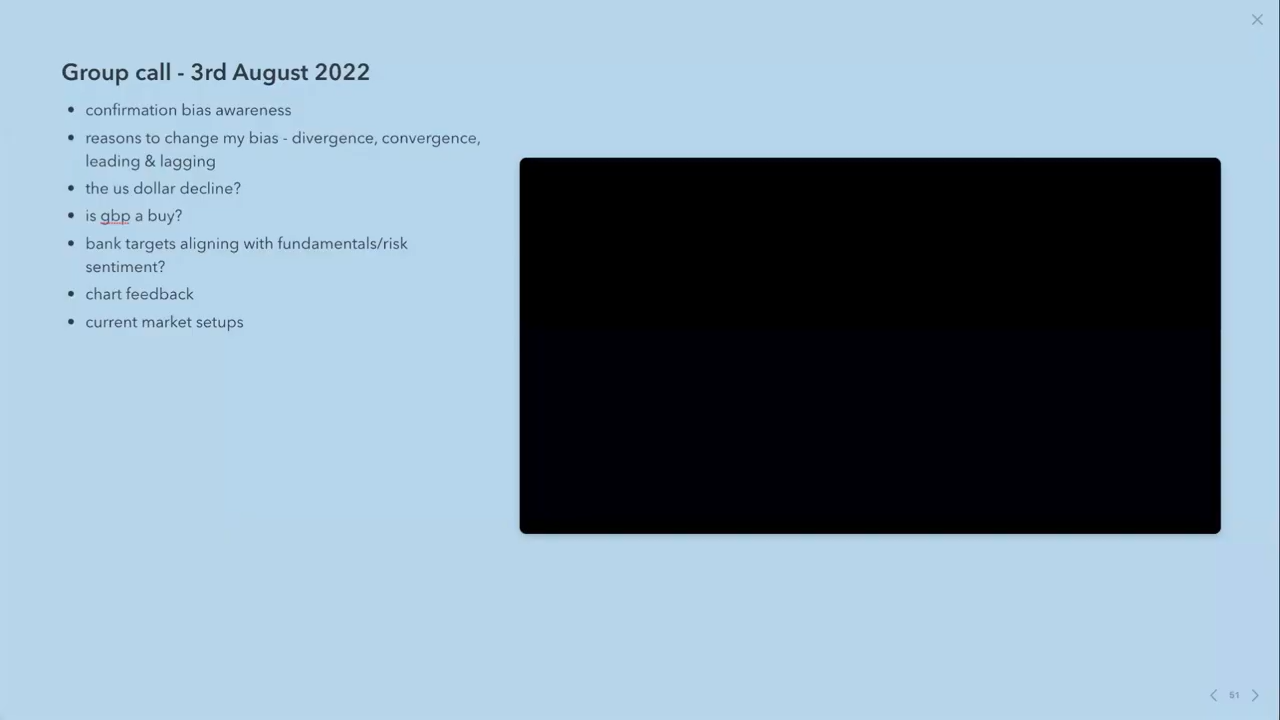 Group call - 3rd August 2022
• confirmation bias awareness
• reasons to change my bias - divergence, convergence,
leading & lagging
• the us dollar decline?
• is gbp a buy?
• bank targets aligning with fundamentals/risk
sentiment?
• chart feedback
• current market setups
51